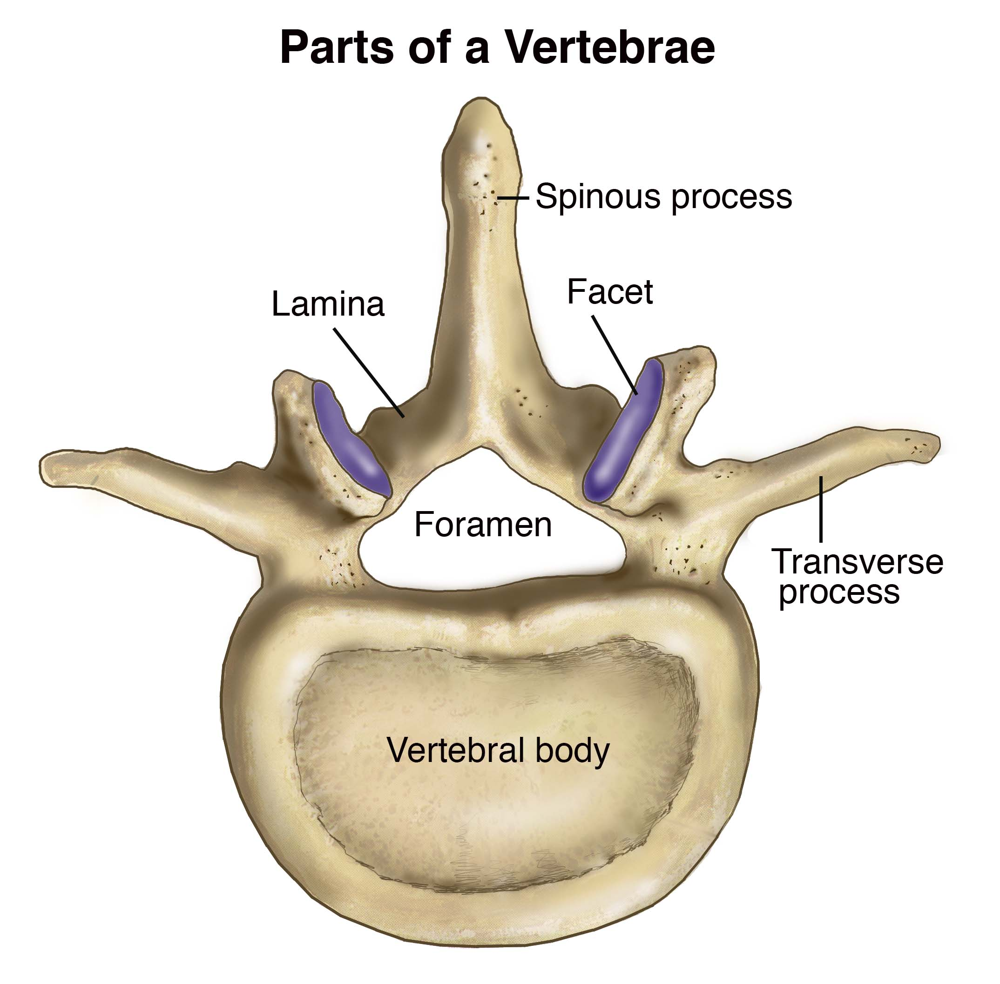 Parts of a Vertebrae
Spinous process
Facet
Lamina
Foramen
Transverse
process
Vertebral body